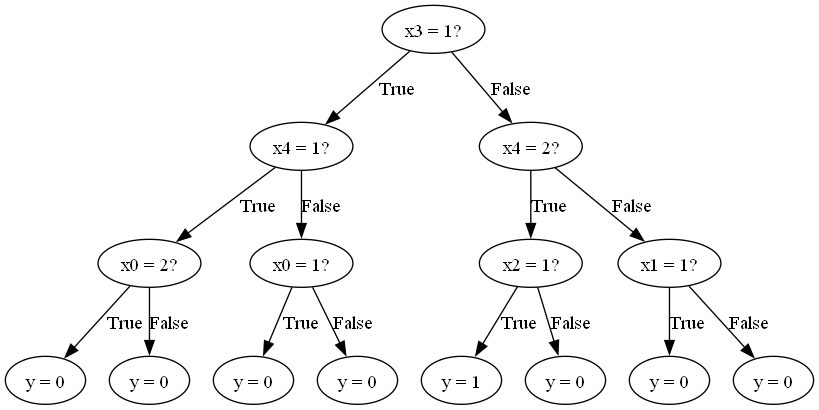 x3 = 1?
True
False
x4 = 1?
x4 = 2?
True
False
True
False
x0 = 2?
x0 = 1?
x2 = 1?
x1 = 1?
True
False
True
False
True
False
True
False
y = 0
y = 0
y = 0
y = 0
y = 1
y = 0
y = 0
y = 0